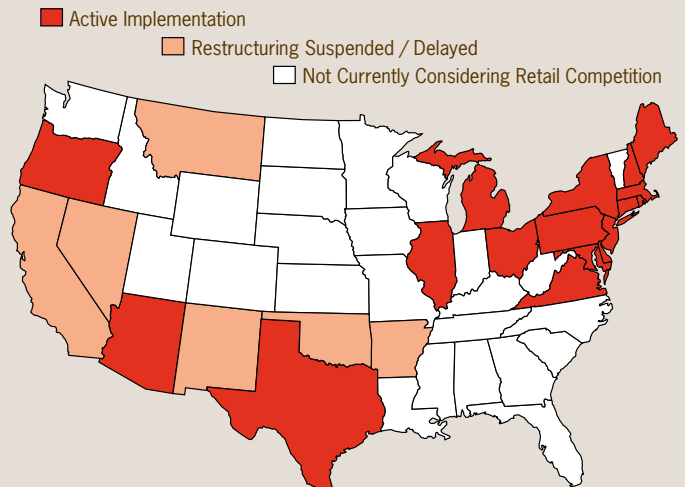 Active Implementation
Restructuring Suspended / Delayed
Not Currently Considering Retail Competition